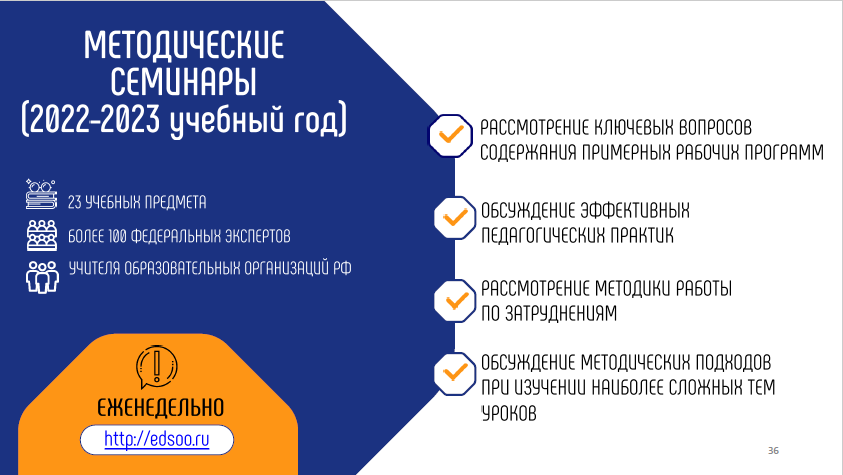 МЕТОДИЧЕСКИЕ
СЕМИНАРЫ
(2022-2023 учебный год)
23 УЧЕБНЫХ ПРЕДМЕТА
БОЛЕЕ 100 ФЕДЕРАЛЬНЫХ ЭКСПЕРТОВ
УЧИТЕЛЯ ОБРАЗОВАТЕЛЬНЫХ ОРГАНИЗАЦИЙ РФ
ЕЖЕНЕДЕЛЬНО
http://edsoo.ru
РАССМОТРЕНИЕ КЛЮЧЕВЫХ ВОПРОСОВ
СОДЕРЖАНИЯ ПРИМЕРНЫХ РАБОЧИХ ПРОГРАММ
ОБСУЖДЕНИЕ ЭФФЕКТИВНЫХ
ПЕДАГОГИЧЕСКИХ ПРАКТИК
РАССМОТРЕНИЕ МЕТОДИКИ РАБОТЫ
ПО ЗАТРУДНЕНИЯМ
ОБСУЖДЕНИЕ МЕТОДИЧЕСКИХ ПОДХОДОВ
ПРИ ИЗУЧЕНИИ НАИБОЛЕЕ СЛОЖНЫХ ТЕМ
УРОКОВ
36